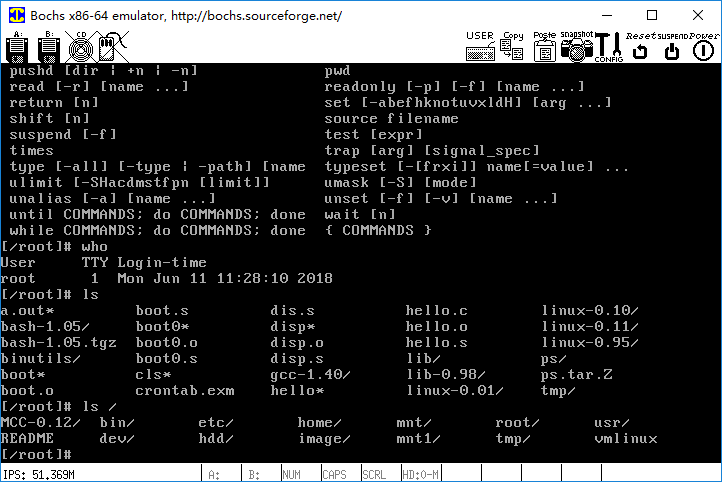 Bochs x86-64 emulator, http://bochs.sourceforge.net/
A: B: CD USER Copy Paste Snapshot CONFIG Reset SUSPEND Power
pushd [dir ¦ +n ¦ -n] pwd
read [-r] [name ...] readonly [-p] [-f] [name ...]
return [n] set [-abefhknotuvxldH] [arg ...]
shift [n] source filename
suspend [-f] test [expr]
times trap [arg] [signal_spec]
type [-all] [-type ¦ -path] [name typeset [-[frxi]] name[=value] ...
ulimit [-SHacdmstfpn [limit]] umask [-S] [mode]
unalias [-a] [name ...] unset [-f] [-v] [name ...]
until COMMANDS; do COMMANDS; done wait [n]
while COMMANDS; do COMMANDS; done { COMMANDS }
[/root]# who
User TTY Login-time
root 1 Mon Jun 11 11:28:10 2018
[/root]# ls
a.out* boot.s dis.s hello.c linux-0.10/
bash-1.05/ boot0* disp* hello.o linux-0.11/
bash-1.05.tgz boot0.o disp.o hello.s linux-0.95/
binutils/ boot0.s disp.s lib/ ps/
boot* cls* gcc-1.40/ lib-0.98/ ps.tar.Z
boot.o crontab.exm hello* linux-0.01/ tmp/
[/root]# ls /
MCC-0.12/ bin/ etc/ home/ mnt/ root/ usr/
README dev/ hdd/ image/ mnt1/ tmp/ vmlinux
[/root]#
IPS: 51.369M A: B: NUM CAPS SCRL HD:0-M